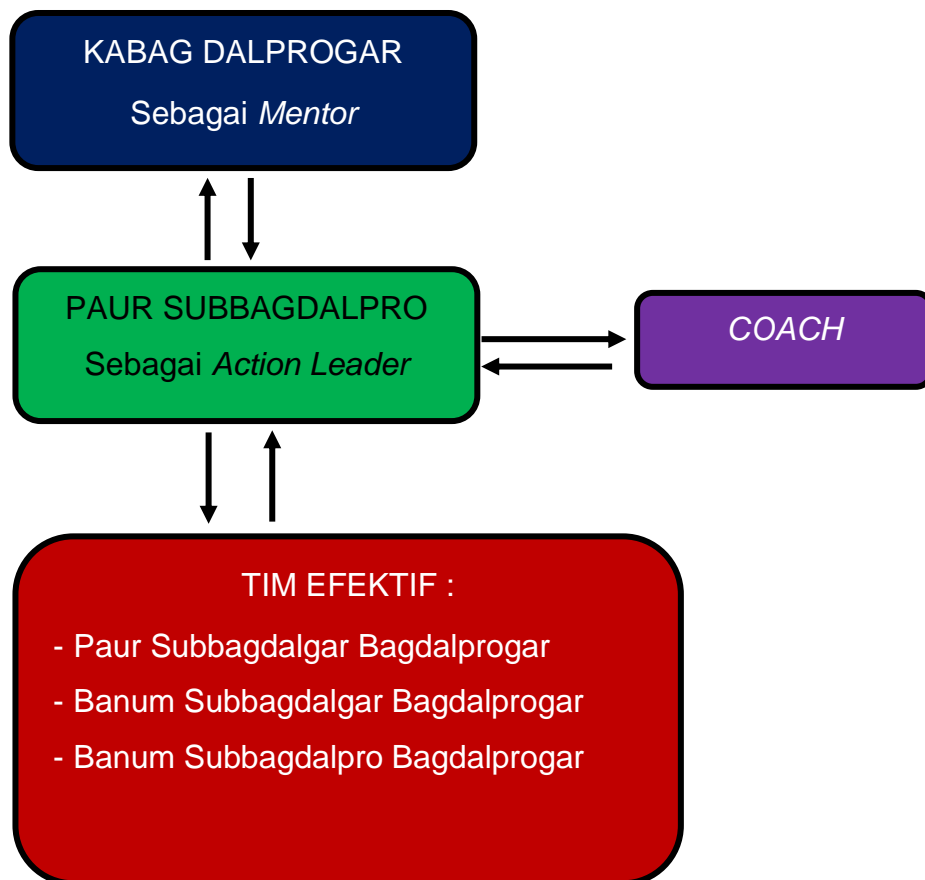 KABAG DALPROGAR
Sebagai Mentor
PAUR SUBBAGDALPRO
Sebagai Action Leader
COACH
TIM EFEKTIF :
- Paur Subbagdalgar Bagdalprogar
- Banum Subbagdalgar Bagdalprogar
- Banum Subbagdalpro Bagdalprogar